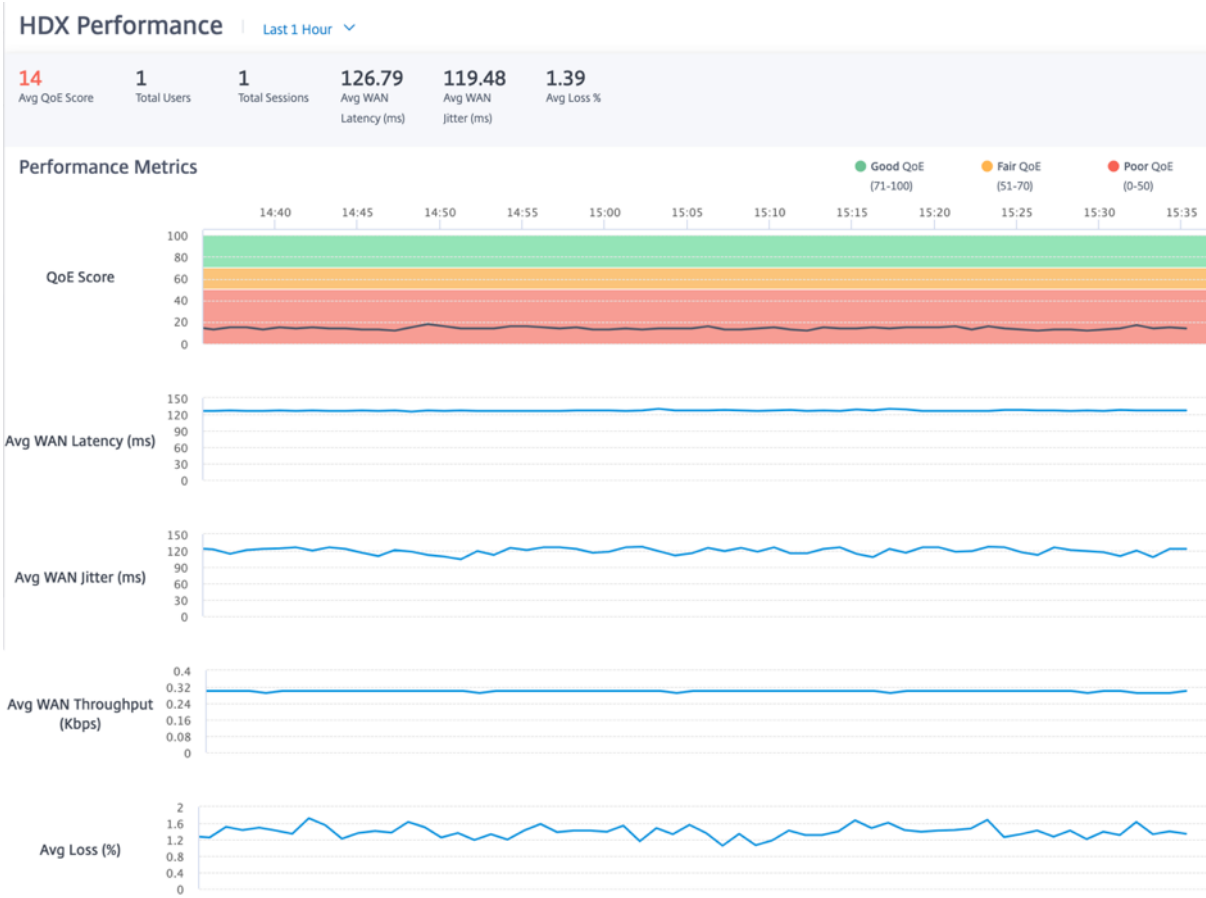 HDX Performance
Last 1 Hour
14 1 1 126.79 119.48 1.39
Avg QoE Score Total Users Total Sessions Avg WAN Avg WAN Avg Loss %
Latency (ms) Jitter (ms)
Performance Metrics
Good QoE Fair QoE Poor QoE
(71-100) (51-70) (0-50)
14:40 14:45 14:50 14:55 15:00 15:05 15:10 15:15 15:20 15:25 15:30 15:35
100
80
QoE Score
60
40
20
0
150
120
90
Avg WAN Latency (ms)
60
30
0
150
120
90
Avg WAN Jitter (ms)
60
30
0
0.4
0.32
Avg WAN Throughput
0.24
(Kbps)
0.16
0.08
0
2
1.6
1.2
Avg Loss (%)
0.8
0.4
0